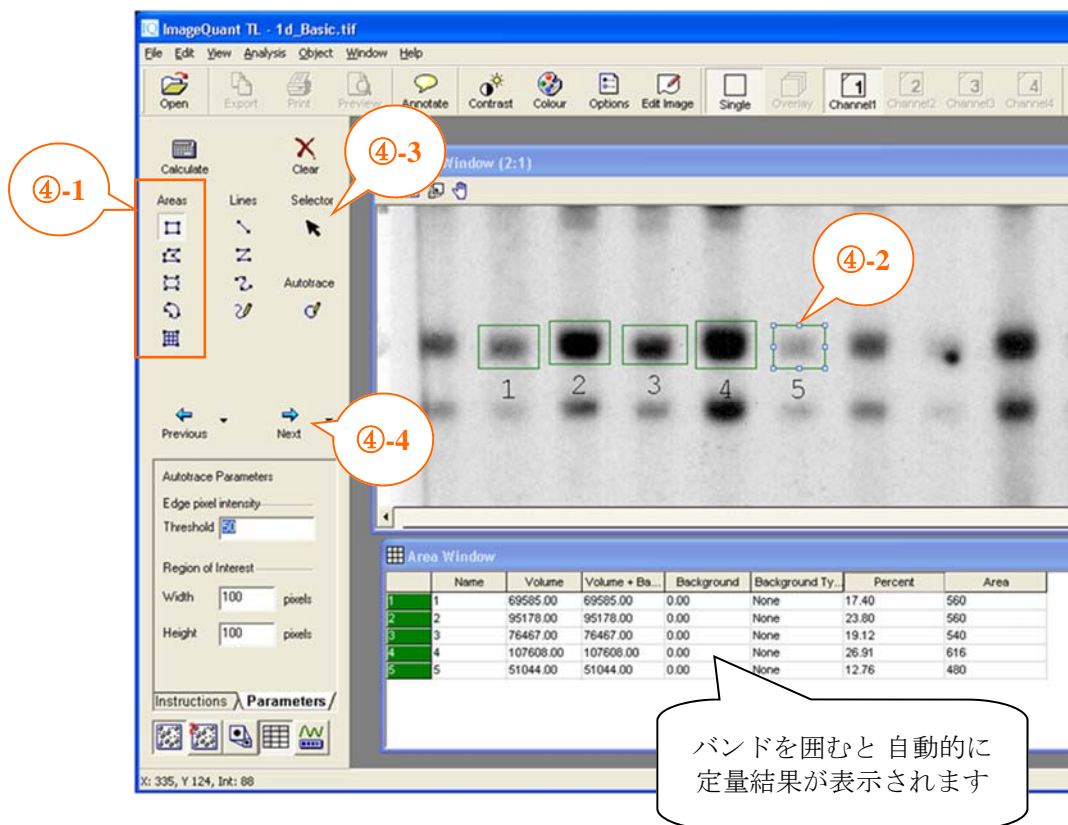 ImageQuant TL - 1d_Basic.tif
File Edit View Analysis Object Window Help
Open Export Print Preview Annotate Contrast Colour Options Edit Image Single Overlay Channel1 Channel2 Channel3 Channel4
1 2 3 4
Calculate Clear
④-3
Window (2:1)
④-1
Areas Lines Selector
④-2
Autotrace
1 2 3 4 5
Previous Next
④-4
Autotrace Parameters
Edge pixel intensity
Threshold 50
Region of Interest
Width 100 pixels
Height 100 pixels
Instructions Parameters
Area Window
Name Volume Volume + Ba... Background Background Ty... Percent Area
1 1 69585.00 69585.00 0.00 None 17.40 560
2 2 95178.00 95178.00 0.00 None 23.80 560
3 3 76467.00 76467.00 0.00 None 19.12 540
4 4 107608.00 107608.00 0.00 None 26.91 616
5 5 51044.00 51044.00 0.00 None 12.76 480
バンドを囲むと 自動的に
定量結果が表示されます
X: 335, Y 124, Int: 88